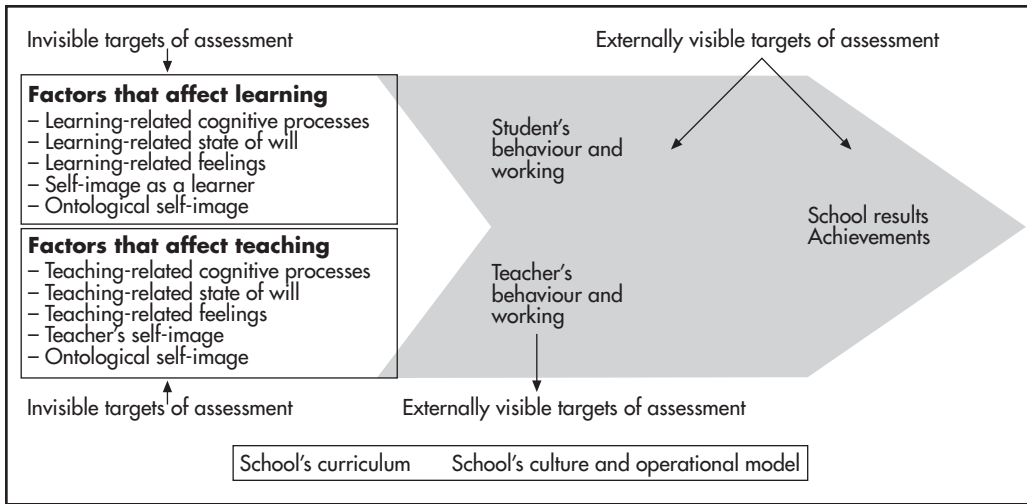 Invisible targets of assessment
Externally visible targets of assessment
Factors that affect learning
– Learning-related cognitive processes
– Learning-related state of will
– Learning-related feelings
– Self-image as a learner
– Ontological self-image
Student's
behaviour and
working
School results
Achievements
Factors that affect teaching
– Teaching-related cognitive processes
– Teaching-related state of will
– Teaching-related feelings
– Teacher's self-image
– Ontological self-image
Teacher's
behaviour and
working
Invisible targets of assessment
Externally visible targets of assessment
School's curriculum
School's culture and operational model